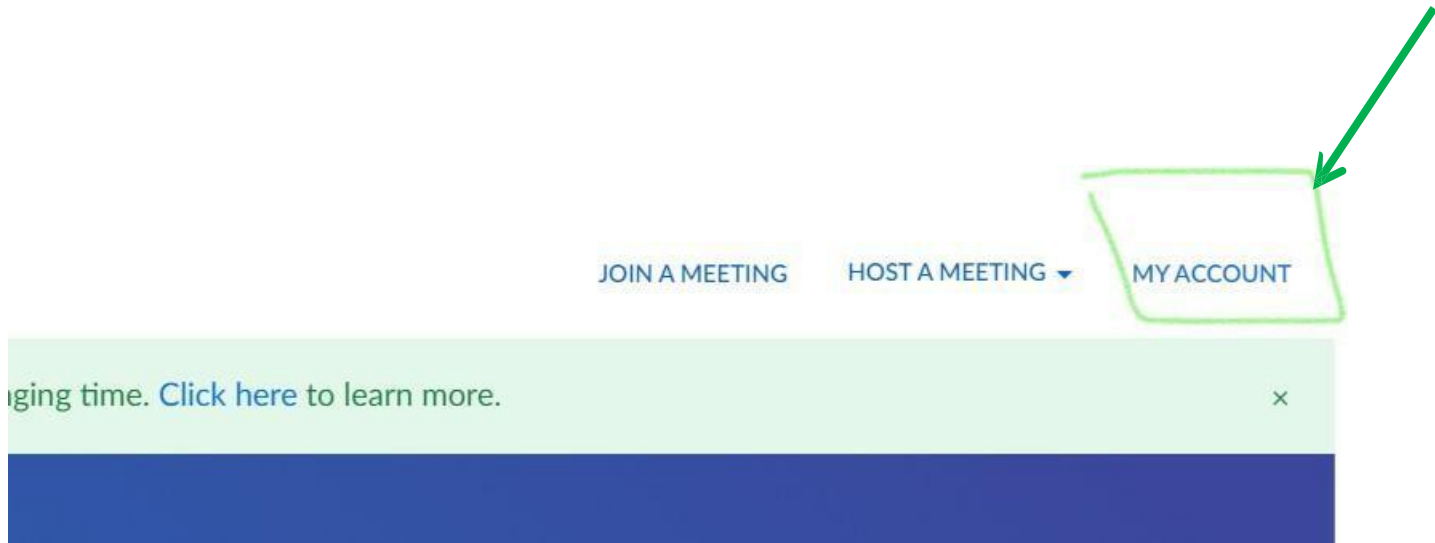 JOIN A MEETING HOST A MEETING MY ACCOUNT
ging time. Click here to learn more.
×